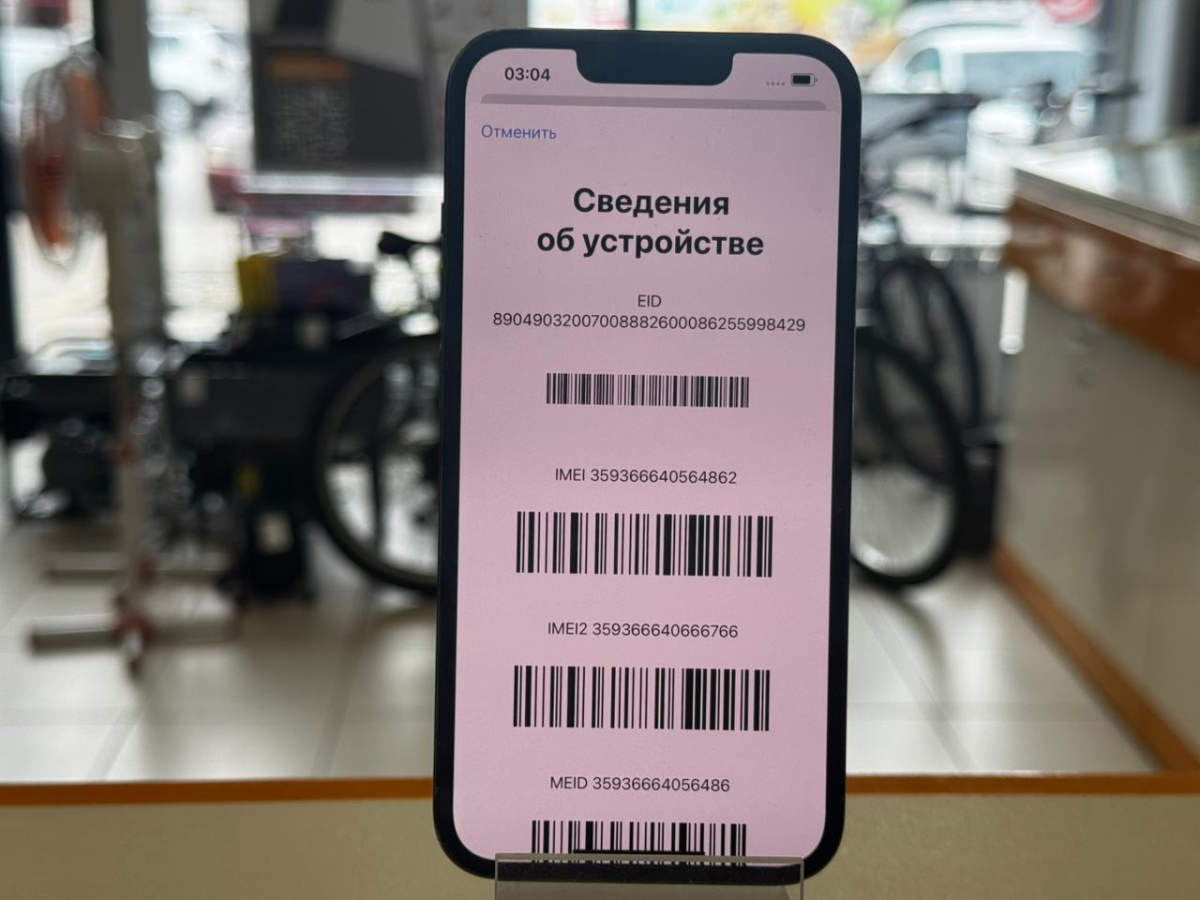 03:04
Отменить
Сведения
об устройстве
EID
89049032007008882600086255998429
IMEI 359366640564862
IMEI2 359366640666766
MEID 35936664056486